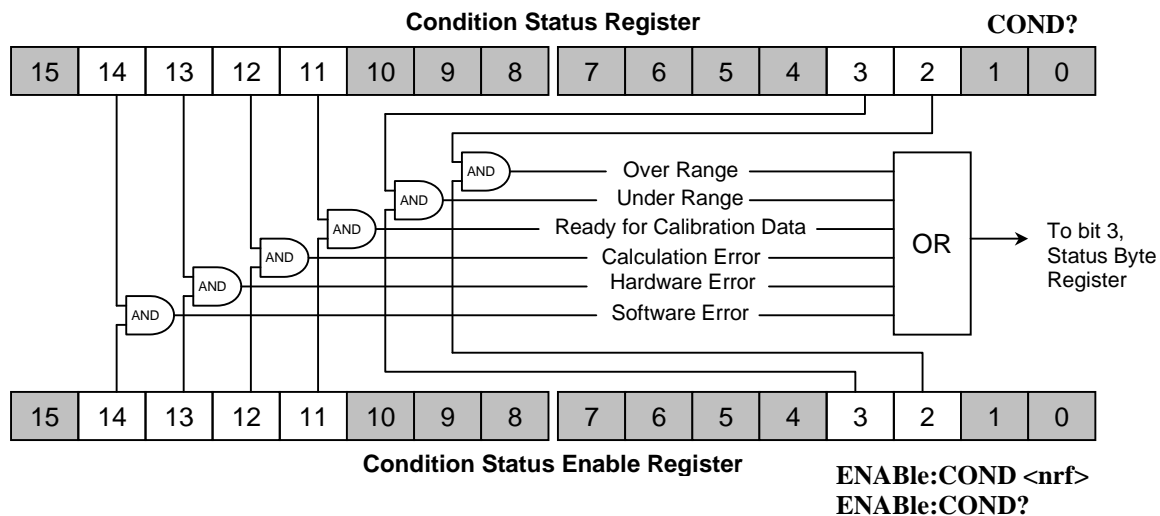 Condition Status Register
COND?
15 14 13 12 11 10 9 8 7 6 5 4 3 2 1 0
AND Over Range
AND Under Range
AND Ready for Calibration Data
AND Calculation Error
AND Hardware Error
AND Software Error
OR
To bit 3,
Status Byte
Register
15 14 13 12 11 10 9 8 7 6 5 4 3 2 1 0
Condition Status Enable Register
ENABle:COND <nrf>
ENABle:COND?